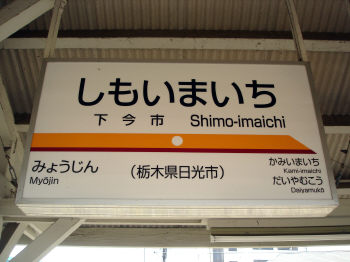 しもいまいち
下今市 Shimo-imaichi
みょうじん
Myōjin
(栃木県日光市)
かみいまいち
Kami-imaichi
だいやむこう
Daiyamukō